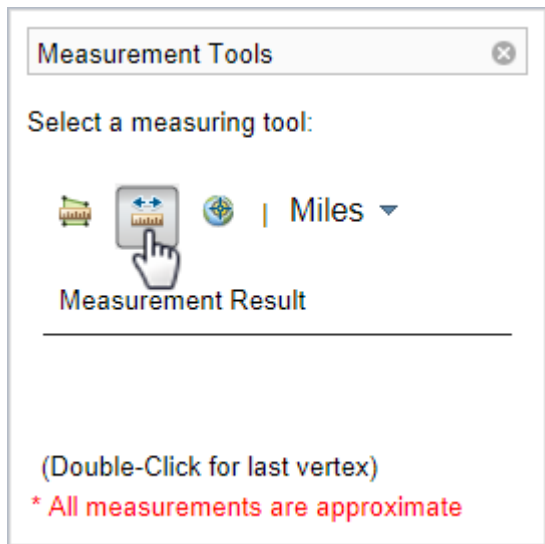 Measurement Tools
Select a measuring tool:
| Miles
Measurement Result
(Double-Click for last vertex)
* All measurements are approximate